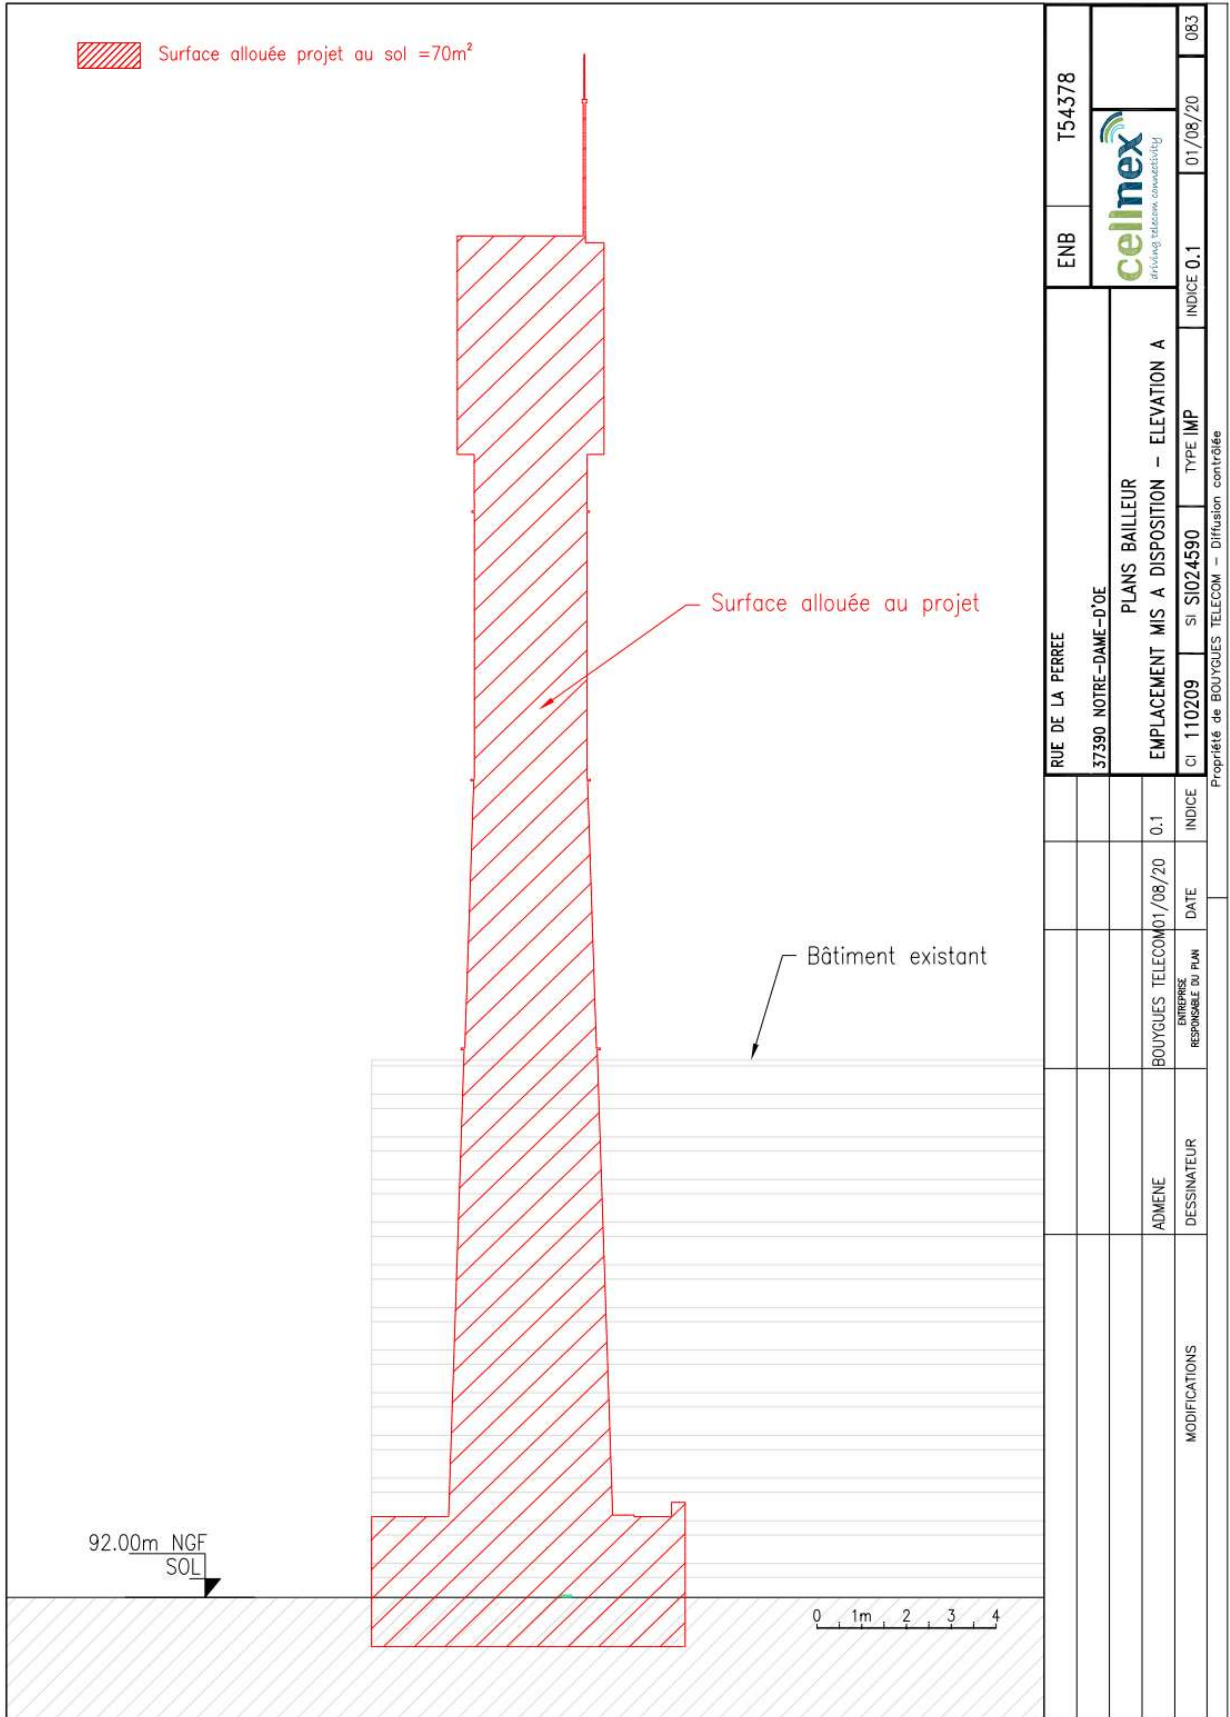 Surface allouée projet au sol =70m²
Surface allouée au projet
Bâtiment existant
92.00m NGF
SOL
0 1m 2 3 4
RUE DE LA PERREE
37390 NOTRE-DAME-D'OE
ENB
T54378
PLANS BAILLEUR
EMPLACEMENT MIS A DISPOSITION - ELEVATION A
cellnex
driving telecom connectivity
CI 110209
SI SI024590
TYPE IMP
INDICE 0.1
01/08/20
083
ADMENE
BOUYGUES TELECOM
01/08/20
0.1
MODIFICATIONS
DESSINATEUR
ENTREPRISE
RESPONSABLE DU PLAN
DATE
INDICE
Propriété de BOUYGUES TELECOM - Diffusion contrôlée